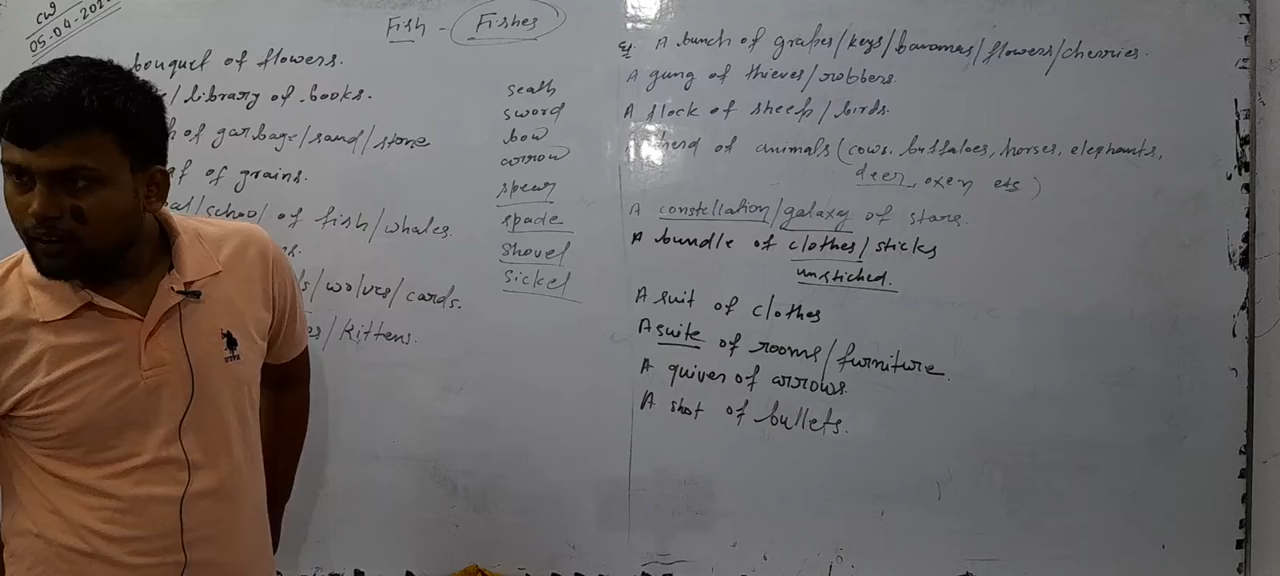 CW
05-04-202
Fish - Fishes
bouquet of flowers.
/library of books.
of garbage/sand/stone
of grains.
/school of fish/whales.
/wolves/cards.
/kittens.
seath
sword
bow
arrow
spear
spade
shovel
sickel
Eg. A bunch of grapes/keys/bananas/flowers/cherries.
A gang of thieves/robbers.
A flock of sheep/birds.
A herd of animals (cows, buffaloes, horses, elephants,
deer, oxen etc)
A constellation/galaxy of stars.
A bundle of clothes/sticks
unstiched.
A suit of clothes
A suite of rooms/furniture.
A quiver of arrows.
A shot of bullets.
USPA